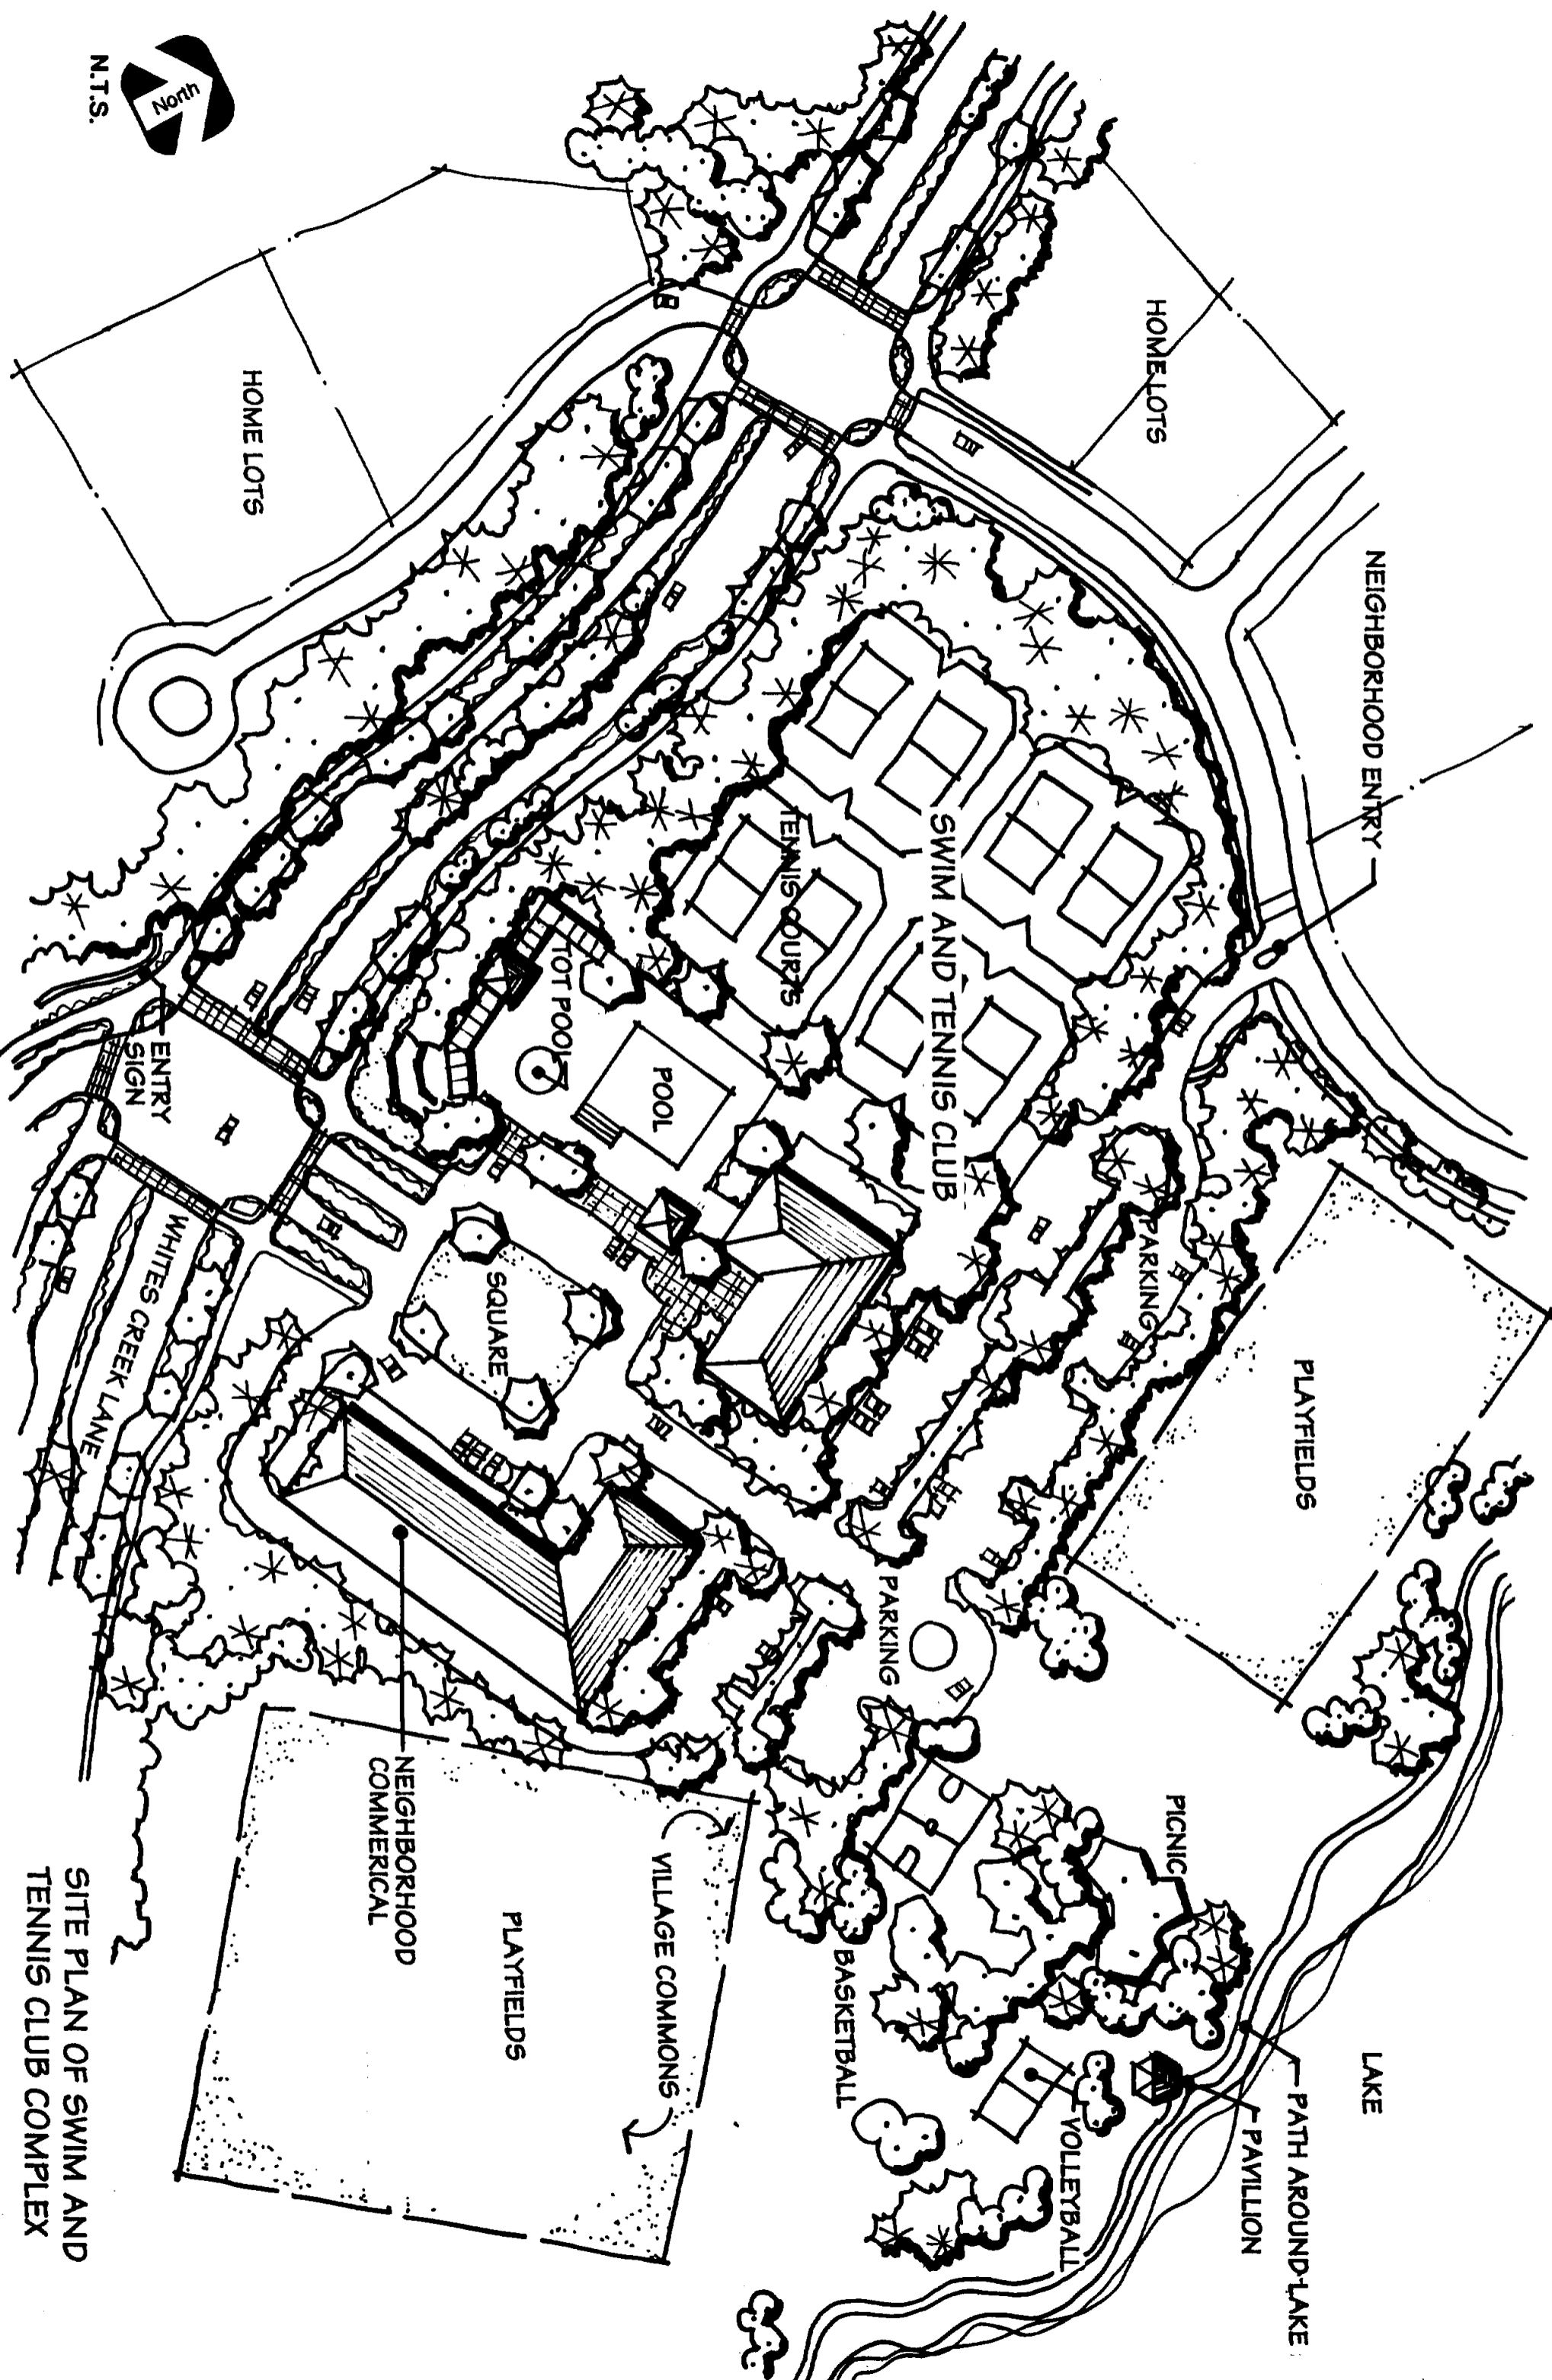 NEIGHBORHOOD ENTRY
HOME LOTS
LAKE
PATH AROUND LAKE
PAVILLION
PLAYFIELDS
PICNIC
PARKING
VOLLEYBALL
SWIM AND TENNIS CLUB
PARKING
BASKETBALL
TENNIS COURTS
POOL
VILLAGE COMMONS
TOT POOL
SQUARE
PLAYFIELDS
NEIGHBORHOOD
COMMERICAL
HOME LOTS
ENTRY
SIGN
WHITES CREEK LANE
North
N.T.S.
SITE PLAN OF SWIM AND
TENNIS CLUB COMPLEX